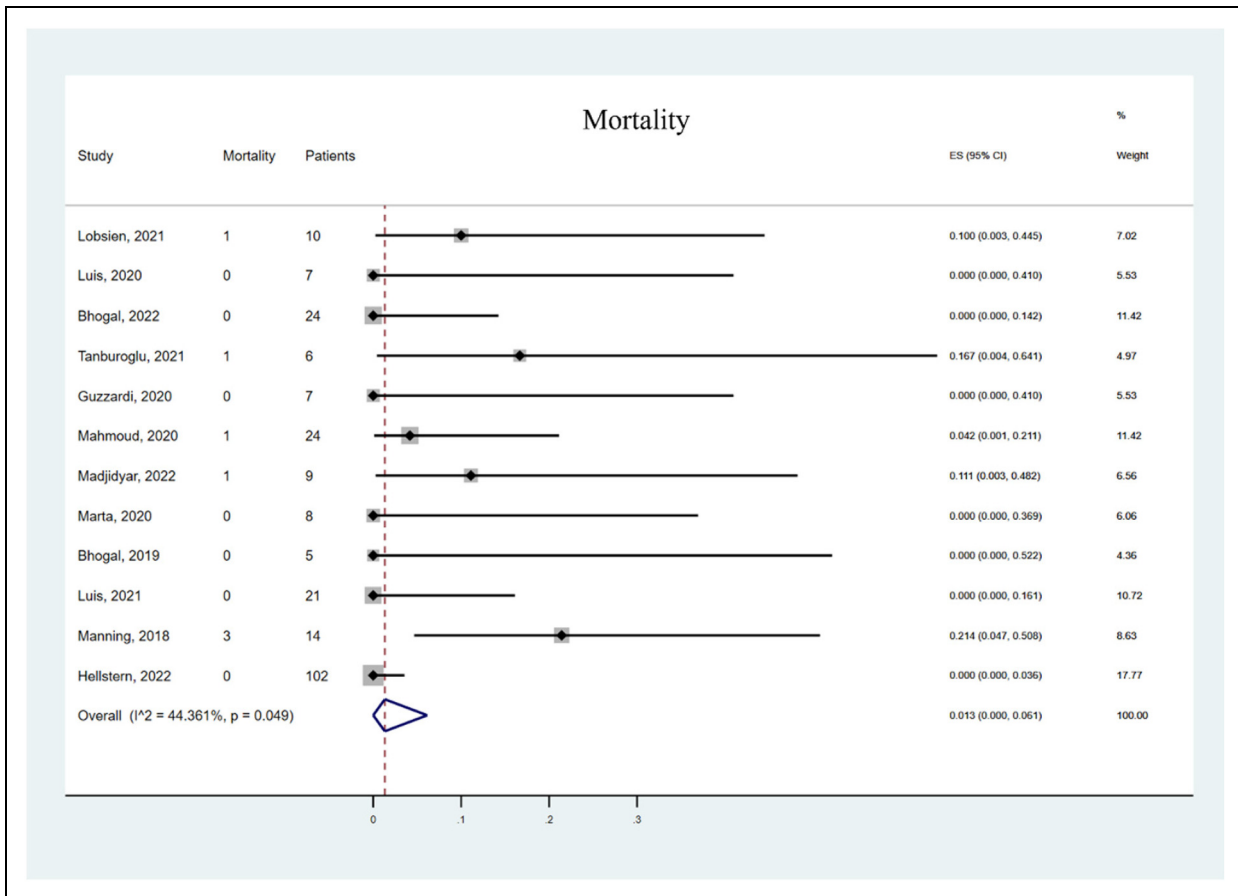 Mortality
%
Study Mortality Patients ES (95% CI) Weight
Lobsien, 2021 1 10 0.100 (0.003, 0.445) 7.02
Luis, 2020 0 7 0.000 (0.000, 0.410) 5.53
Bhogal, 2022 0 24 0.000 (0.000, 0.142) 11.42
Tanburoglu, 2021 1 6 0.167 (0.004, 0.641) 4.97
Guzzardi, 2020 0 7 0.000 (0.000, 0.410) 5.53
Mahmoud, 2020 1 24 0.042 (0.001, 0.211) 11.42
Madjidyar, 2022 1 9 0.111 (0.003, 0.482) 6.56
Marta, 2020 0 8 0.000 (0.000, 0.369) 6.06
Bhogal, 2019 0 5 0.000 (0.000, 0.522) 4.36
Luis, 2021 0 21 0.000 (0.000, 0.161) 10.72
Manning, 2018 3 14 0.214 (0.047, 0.508) 8.63
Hellstern, 2022 0 102 0.000 (0.000, 0.036) 17.77
Overall (I^2 = 44.361%, p = 0.049) 0.013 (0.000, 0.061) 100.00
0 .1 .2 .3